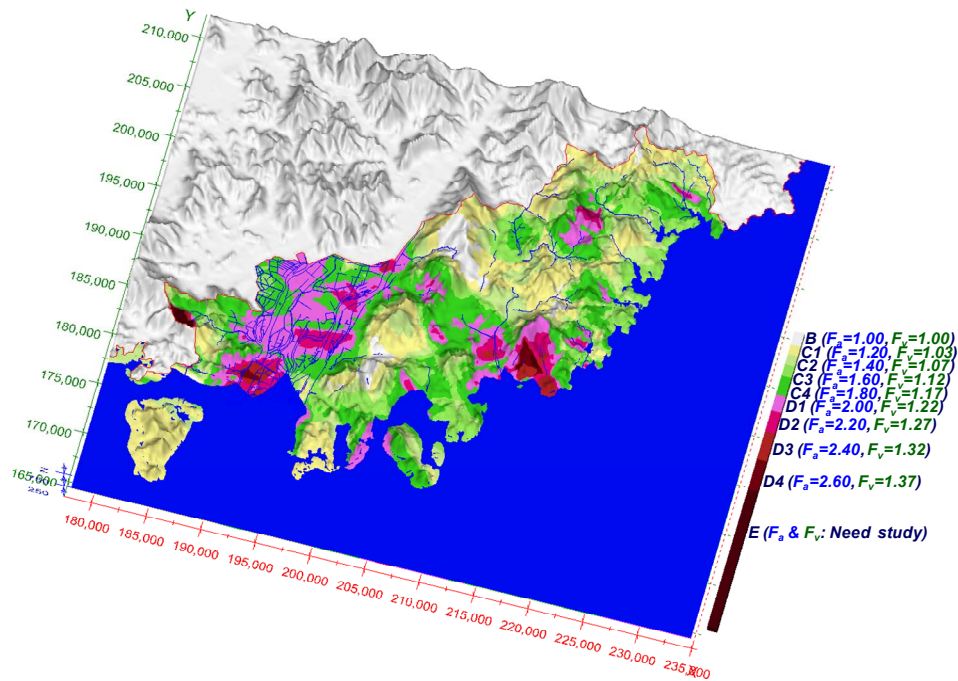 Y
210,000
205,000
200,000
195,000
190,000
185,000
180,000
175,000
170,000
165,000
250
180,000
185,000
190,000
195,000
200,000
205,000
210,000
215,000
220,000
225,000
230,000
235,000
B (Fa=1.00, Fv=1.00)
C1 (Fa=1.20, Fv=1.03)
C2 (Fa=1.40, Fv=1.07)
C3 (Fa=1.60, Fv=1.12)
C4 (Fa=1.80, Fv=1.17)
D1 (Fa=2.00, Fv=1.22)
D2 (Fa=2.20, Fv=1.27)
D3 (Fa=2.40, Fv=1.32)
D4 (Fa=2.60, Fv=1.37)
E (Fa & Fv: Need study)